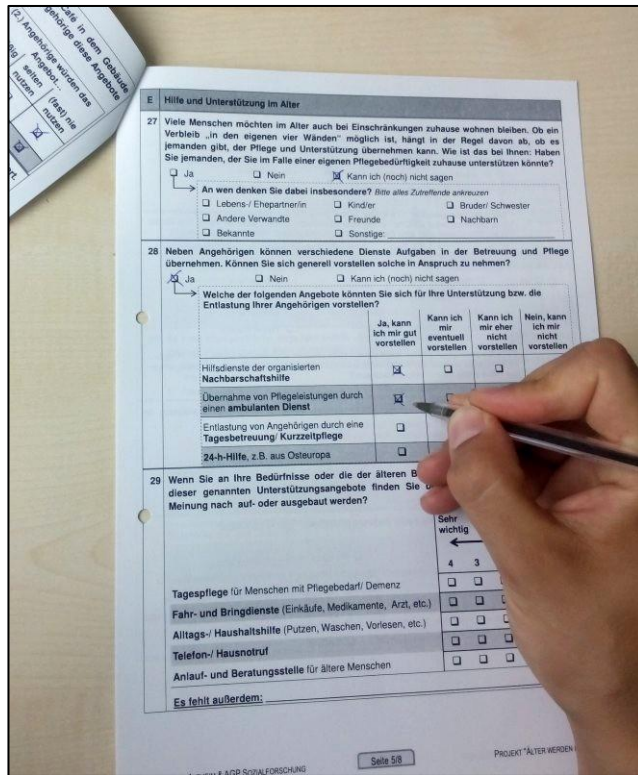 Café in dem Gebäude
gehörige diese Angebote
(2.) Angehörige würden das
Angebot...
selten
nutzen
(fast) nie
nutzen
E Hilfe und Unterstützung im Alter
27 Viele Menschen möchten im Alter auch bei Einschränkungen zuhause wohnen bleiben. Ob ein
Verbleib „in den eigenen vier Wänden" möglich ist, hängt in der Regel davon ab, ob es
jemanden gibt, der Pflege und Unterstützung übernehmen kann. Wie ist das bei Ihnen: Haben
Sie jemanden, der Sie im Falle einer eigenen Pflegebedürftigkeit zuhause unterstützen könnte?
Ja Nein Kann ich (noch) nicht sagen
An wen denken Sie dabei insbesondere? Bitte alles Zutreffende ankreuzen
Lebens-/ Ehepartner/in Kind/er Bruder/ Schwester
Andere Verwandte Freunde Nachbarn
Bekannte Sonstige:
28 Neben Angehörigen können verschiedene Dienste Aufgaben in der Betreuung und Pflege
übernehmen. Können Sie sich generell vorstellen solche in Anspruch zu nehmen?
Ja Nein Kann ich (noch) nicht sagen
Welche der folgenden Angebote könnten Sie sich für Ihre Unterstützung bzw. die
Entlastung Ihrer Angehörigen vorstellen?
Ja, kann Kann ich Kann ich Nein, kann
ich mir gut mir mir eher ich mir
vorstellen eventuell nicht nicht
vorstellen vorstellen vorstellen
Hilfsdienste der organisierten
Nachbarschaftshilfe
Übernahme von Pflegeleistungen durch
einen ambulanten Dienst
Entlastung von Angehörigen durch eine
Tagesbetreuung/ Kurzzeitpflege
24-h-Hilfe, z.B. aus Osteuropa
29 Wenn Sie an Ihre Bedürfnisse oder die der älteren
dieser genannten Unterstützungsangebote finden Sie
Meinung nach auf- oder ausgebaut werden?
Sehr
wichtig
4 3
Tagespflege für Menschen mit Pflegebedarf/ Demenz
Fahr- und Bringdienste (Einkäufe, Medikamente, Arzt, etc.)
Alltags-/ Haushaltshilfe (Putzen, Waschen, Vorlesen, etc.)
Telefon-/ Hausnotruf
Anlauf- und Beratungsstelle für ältere Menschen
Es fehlt außerdem:
& AGP SOZIALFORSCHUNG Seite 5/8 PROJEKT "ÄLTER WERDEN